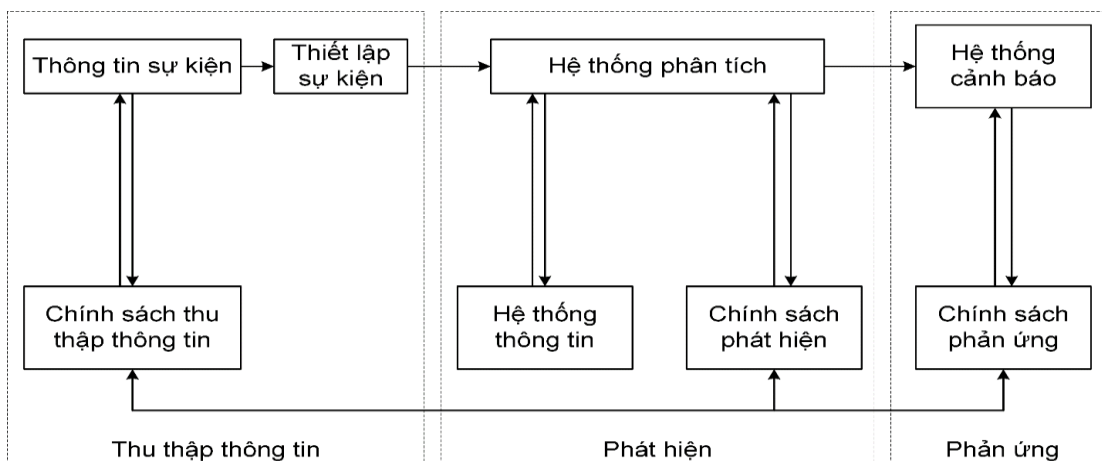 Thông tin sự kiện
Thiết lập
sự kiện
Hệ thống phân tích
Hệ thống
cảnh báo
Chính sách thu
thập thông tin
Hệ thống
thông tin
Chính sách
phát hiện
Chính sách
phản ứng
Thu thập thông tin
Phát hiện
Phản ứng